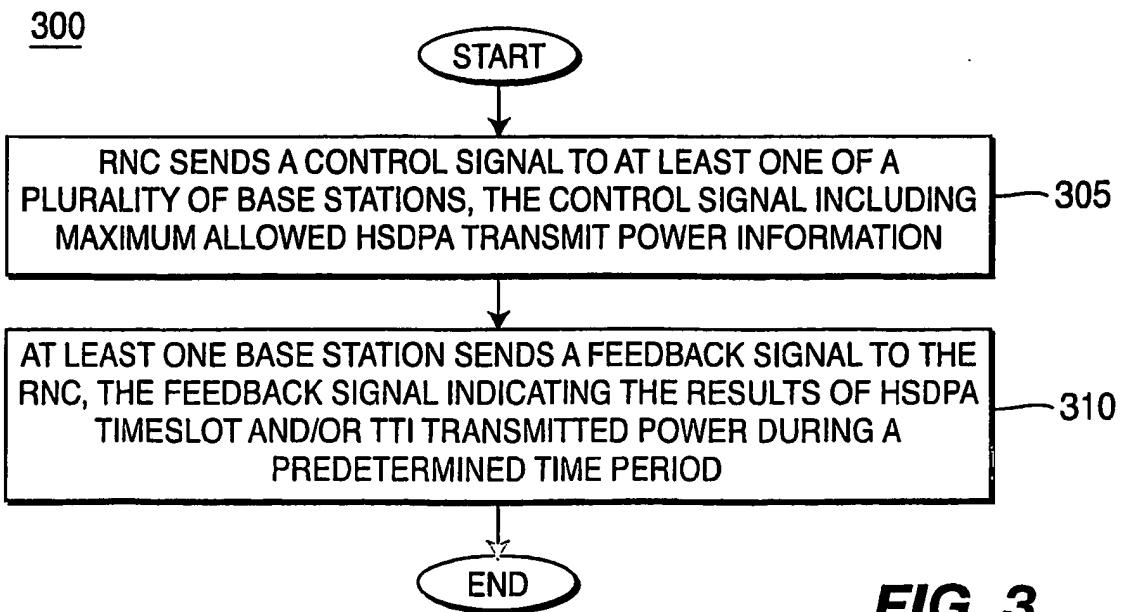 300
START
RNC SENDS A CONTROL SIGNAL TO AT LEAST ONE OF A
PLURALITY OF BASE STATIONS, THE CONTROL SIGNAL INCLUDING
MAXIMUM ALLOWED HSDPA TRANSMIT POWER INFORMATION
305
AT LEAST ONE BASE STATION SENDS A FEEDBACK SIGNAL TO THE
RNC, THE FEEDBACK SIGNAL INDICATING THE RESULTS OF HSDPA
TIMESLOT AND/OR TTI TRANSMITTED POWER DURING A
PREDETERMINED TIME PERIOD
310
END
FIG. 3